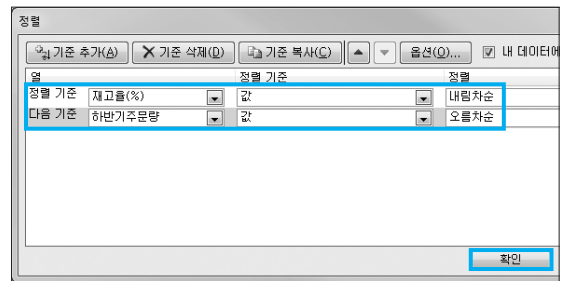 정렬
기준 추가(A) 기준 삭제(D) 기준 복사(C) 옵션(O)... 내 데이터에
열 정렬 기준 정렬
정렬 기준 재고율(%) 값 내림차순
다음 기준 하반기주문량 값 오름차순
확인